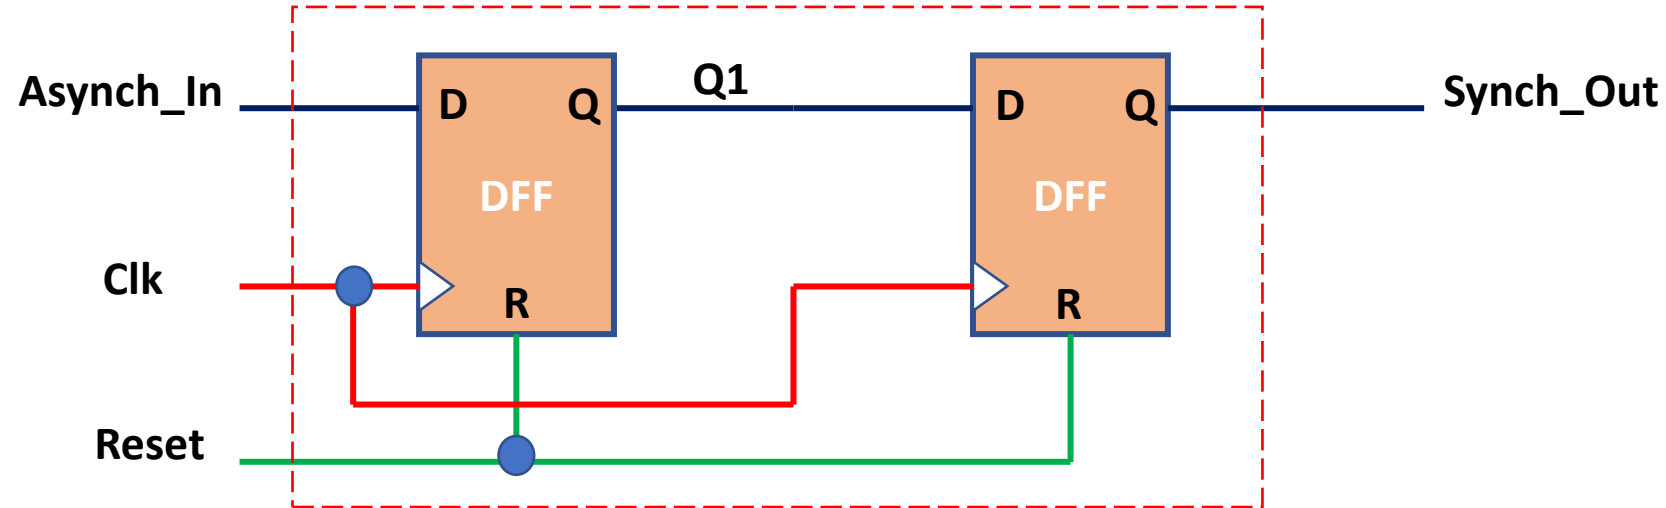 Asynch_In
D
Q
Q1
D
Q
Synch_Out
DFF
DFF
Clk
R
R
Reset